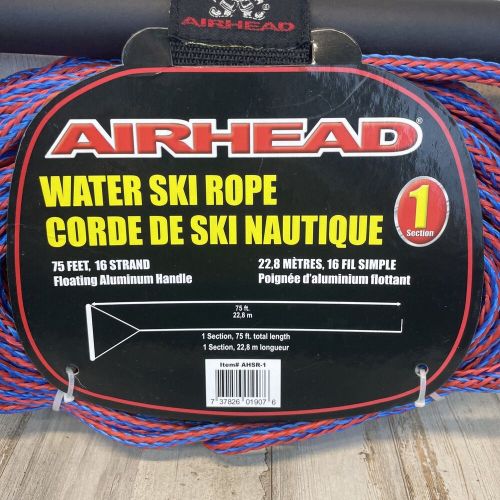 AIRHEAD
AIRHEAD
WATER SKI ROPE
CORDE DE SKI NAUTIQUE
1
Section
75 FEET, 16 STRAND
Floating Aluminum Handle
22,8 MÈTRES, 16 FIL SIMPLE
Poignée d'aluminium flottant
75 ft.
22,8 m
1 Section, 75 ft. total length
1 Section, 22,8 m longueur
Item# AHSR-1
7 37826 01907 6